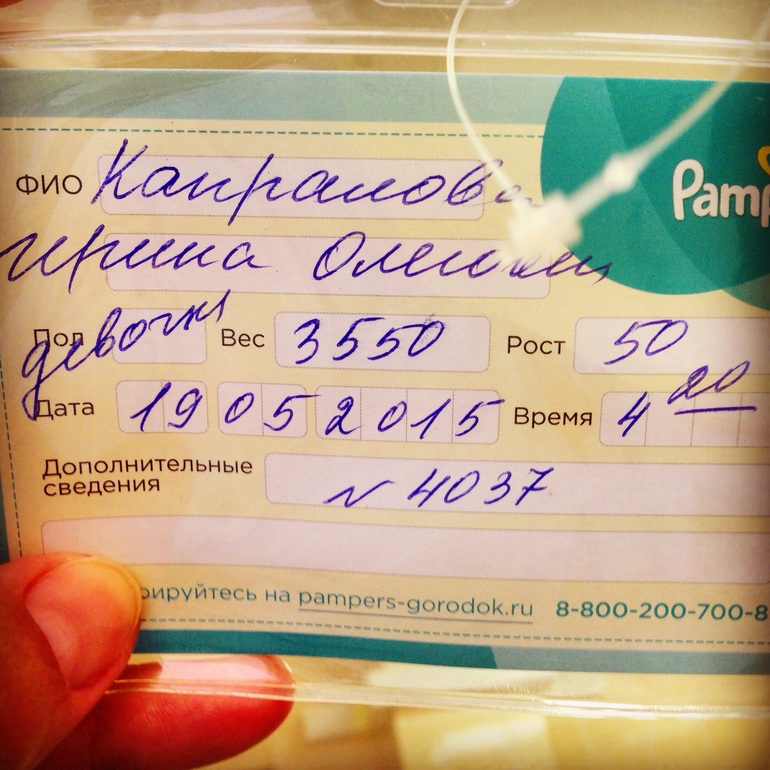 ФИО Капралова
Ирина Олеговна
Pamp
Пол девочка Вес 3550 Рост 50
Дата 19 05 2015 Время 4 20
Дополнительные
сведения
N 4037
рируйтесь на pampers-gorodok.ru 8-800-200-700-8